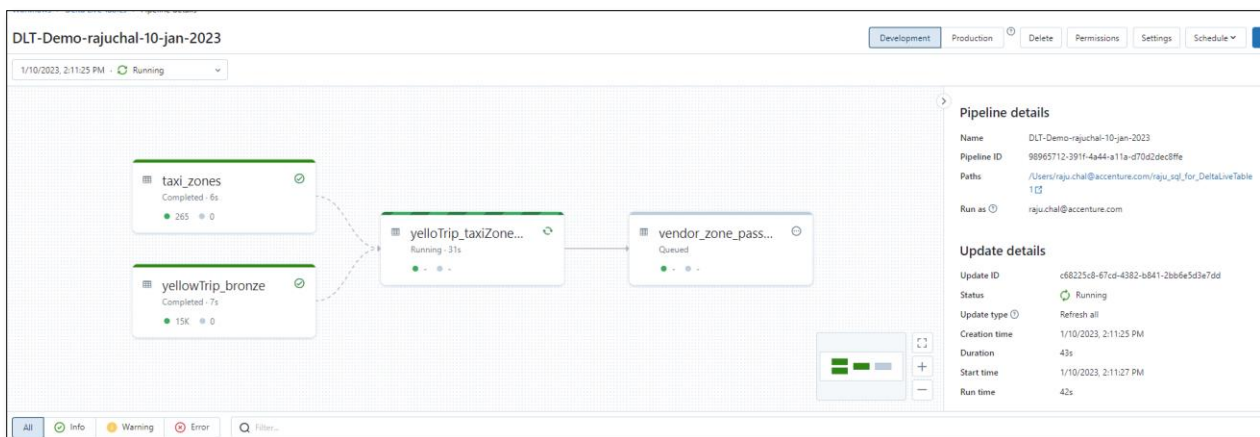 DLT-Demo-rajuchal-10-jan-2023
Development
Production
Delete
Permissions
Settings
Schedule
1/10/2023, 2:11:25 PM · Running
Pipeline details
Name DLT-Demo-rajuchal-10-jan-2023
Pipeline ID 98965712-391f-4a44-a11a-d70d2dec8ffe
Paths /Users/raju.chal@accenture.com/raju_sql_for_DeltaLiveTable
1
Run as raju.chal@accenture.com
taxi_zones
Completed · 6s
265 0
yellowTrip_bronze
Completed · 7s
15K 0
yelloTrip_taxiZone...
Running · 31s
- -
vendor_zone_pass...
Queued
- -
Update details
Update ID c68225c8-67cd-4382-b841-2bb6e5d3e7dd
Status Running
Update type Refresh all
Creation time 1/10/2023, 2:11:25 PM
Duration 43s
Start time 1/10/2023, 2:11:27 PM
Run time 42s
All
Info
Warning
Error
Filter...